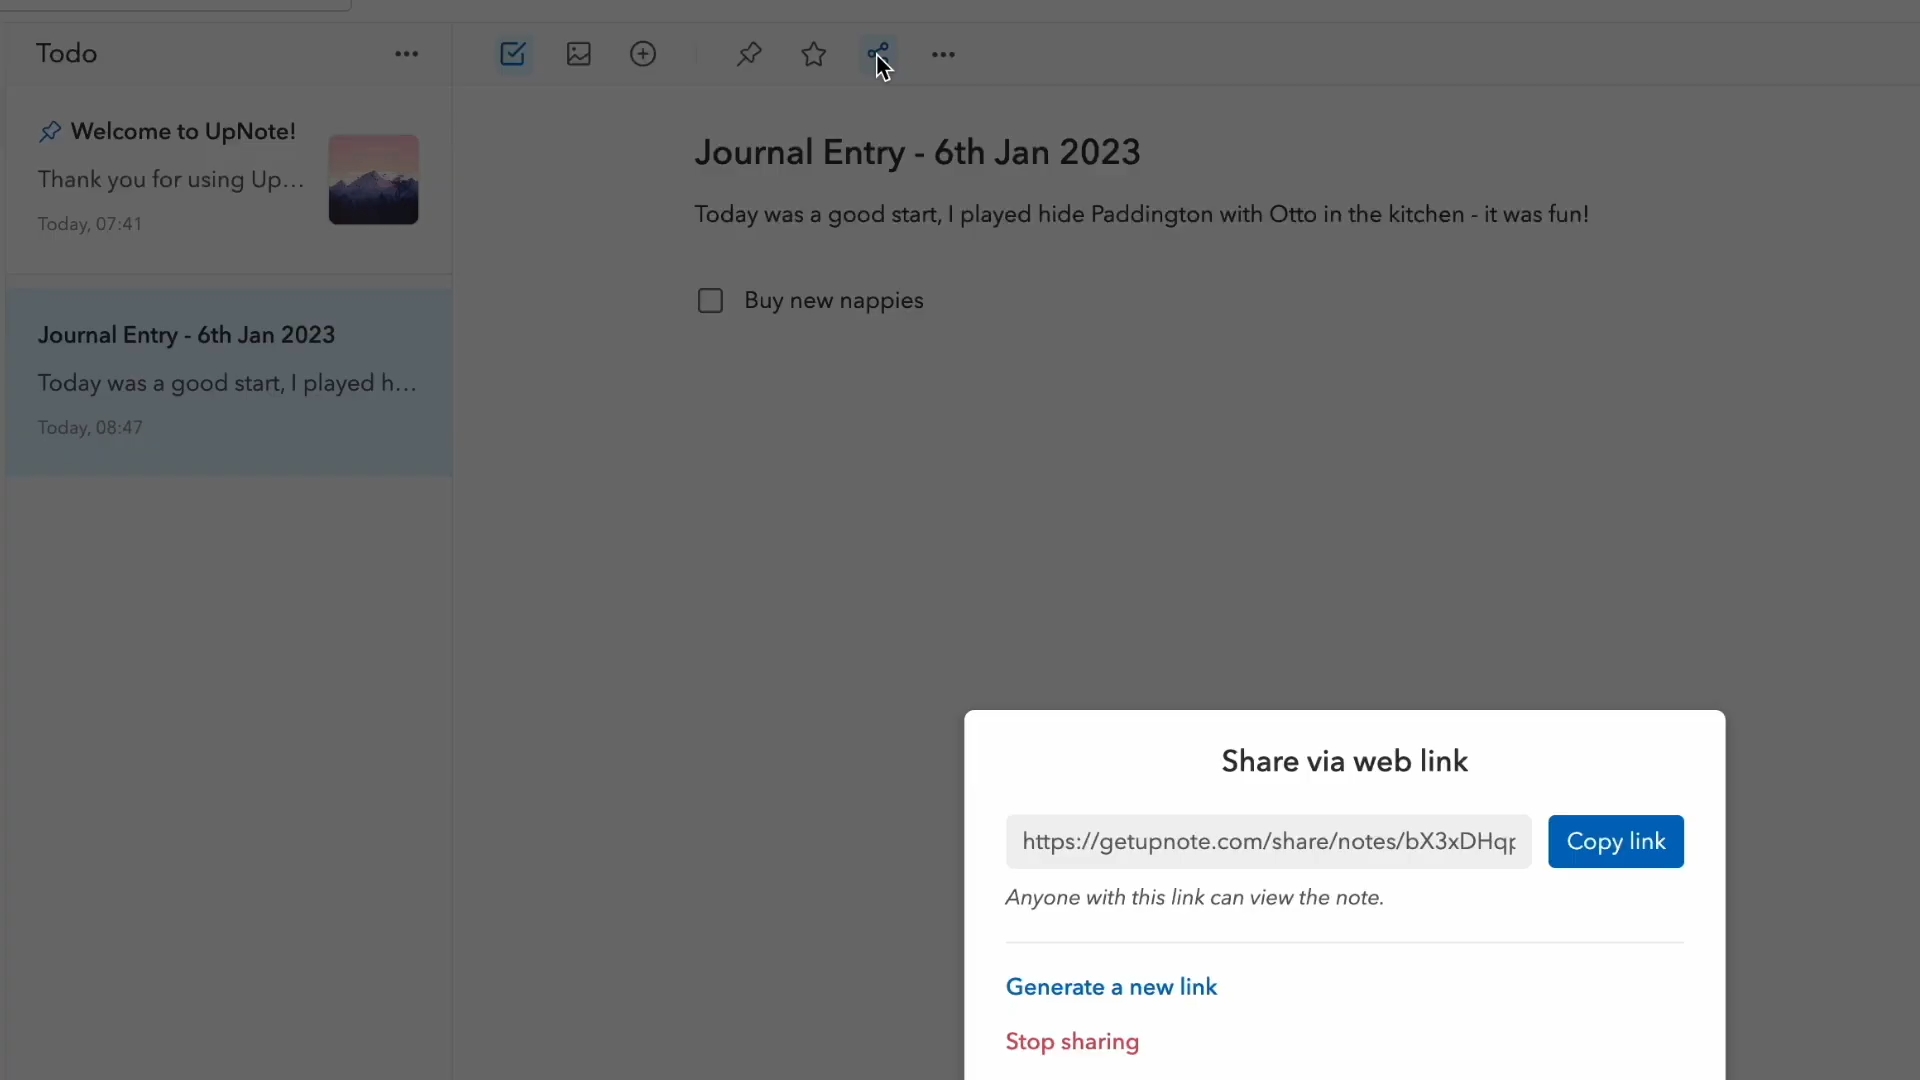 Todo
Welcome to UpNote!
Thank you for using Up...
Today, 07:41
Journal Entry - 6th Jan 2023
Today was a good start, I played h...
Today, 08:47
Journal Entry - 6th Jan 2023
Today was a good start, I played hide Paddington with Otto in the kitchen - it was fun!
Buy new nappies
Share via web link
https://getupnote.com/share/notes/bX3xDHqp
Copy link
Anyone with this link can view the note.
Generate a new link
Stop sharing